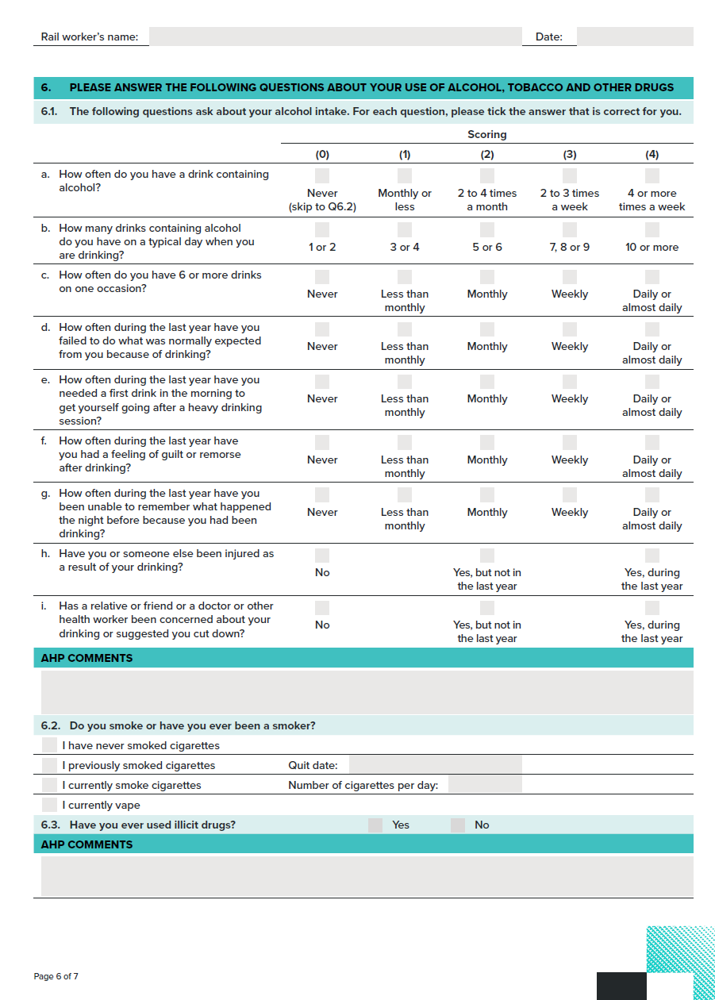 Rail worker's name: Date:
6. PLEASE ANSWER THE FOLLOWING QUESTIONS ABOUT YOUR USE OF ALCOHOL, TOBACCO AND OTHER DRUGS
6.1. The following questions ask about your alcohol intake. For each question, please tick the answer that is correct for you.
Scoring
(0) (1) (2) (3) (4)
a. How often do you have a drink containing
alcohol?
Never Monthly or 2 to 4 times 2 to 3 times 4 or more
(skip to Q6.2) less a month a week times a week
b. How many drinks containing alcohol
do you have on a typical day when you
are drinking?
1 or 2 3 or 4 5 or 6 7, 8 or 9 10 or more
c. How often do you have 6 or more drinks
on one occasion?
Never Less than Monthly Weekly Daily or
monthly almost daily
d. How often during the last year have you
failed to do what was normally expected
from you because of drinking?
Never Less than Monthly Weekly Daily or
monthly almost daily
e. How often during the last year have you
needed a first drink in the morning to
get yourself going after a heavy drinking
session?
Never Less than Monthly Weekly Daily or
monthly almost daily
f. How often during the last year have
you had a feeling of guilt or remorse
after drinking?
Never Less than Monthly Weekly Daily or
monthly almost daily
g. How often during the last year have you
been unable to remember what happened
the night before because you had been
drinking?
Never Less than Monthly Weekly Daily or
monthly almost daily
h. Have you or someone else been injured as
a result of your drinking?
No Yes, but not in Yes, during
the last year the last year
i. Has a relative or friend or a doctor or other
health worker been concerned about your
drinking or suggested you cut down?
No Yes, but not in Yes, during
the last year the last year
AHP COMMENTS
6.2. Do you smoke or have you ever been a smoker?
I have never smoked cigarettes
I previously smoked cigarettes Quit date:
I currently smoke cigarettes Number of cigarettes per day:
I currently vape
6.3. Have you ever used illicit drugs? Yes No
AHP COMMENTS
Page 6 of 7